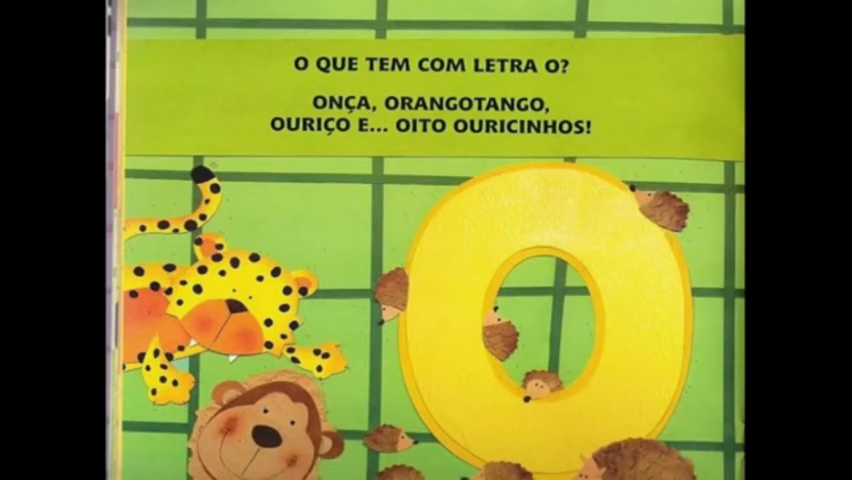 O QUE TEM COM LETRA O?
ONÇA, ORANGOTANGO,
OURIÇO E... OITO OURICINHOS!
O